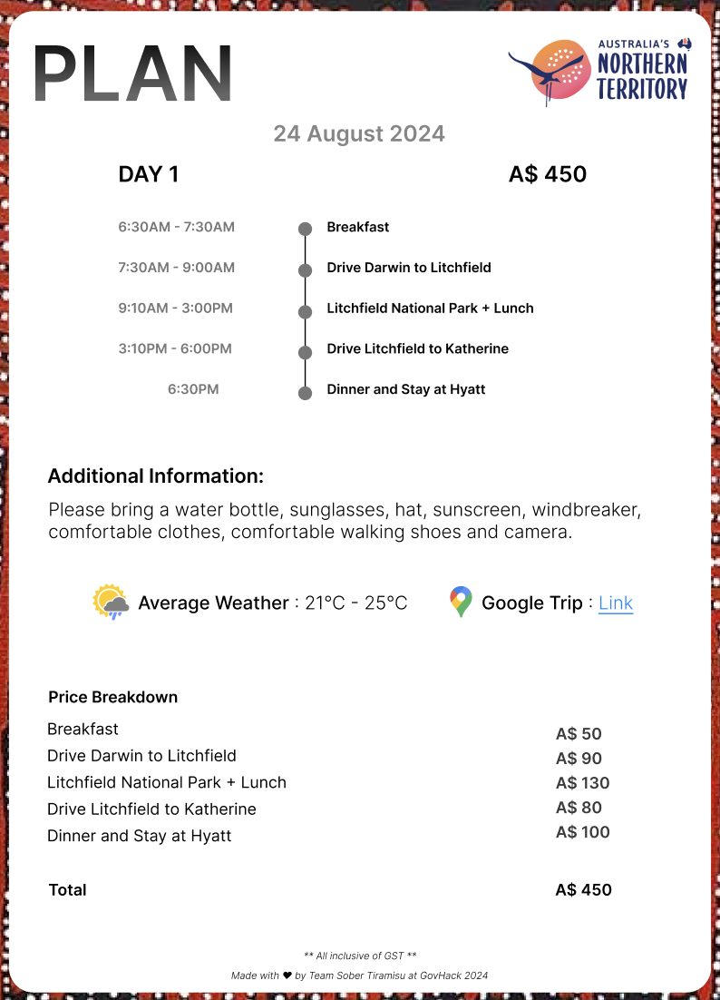 PLAN
AUSTRALIA'S
NORTHERN
TERRITORY
24 August 2024
DAY 1 A$ 450
6:30AM - 7:30AM Breakfast
7:30AM - 9:00AM Drive Darwin to Litchfield
9:10AM - 3:00PM Litchfield National Park + Lunch
3:10PM - 6:00PM Drive Litchfield to Katherine
6:30PM Dinner and Stay at Hyatt
Additional Information:
Please bring a water bottle, sunglasses, hat, sunscreen, windbreaker,
comfortable clothes, comfortable walking shoes and camera.
Average Weather : 21°C - 25°C Google Trip : Link
Price Breakdown
Breakfast A$ 50
Drive Darwin to Litchfield A$ 90
Litchfield National Park + Lunch A$ 130
Drive Litchfield to Katherine A$ 80
Dinner and Stay at Hyatt A$ 100
Total A$ 450
** All inclusive of GST **
Made with ♥ by Team Sober Tiramisu at GovHack 2024